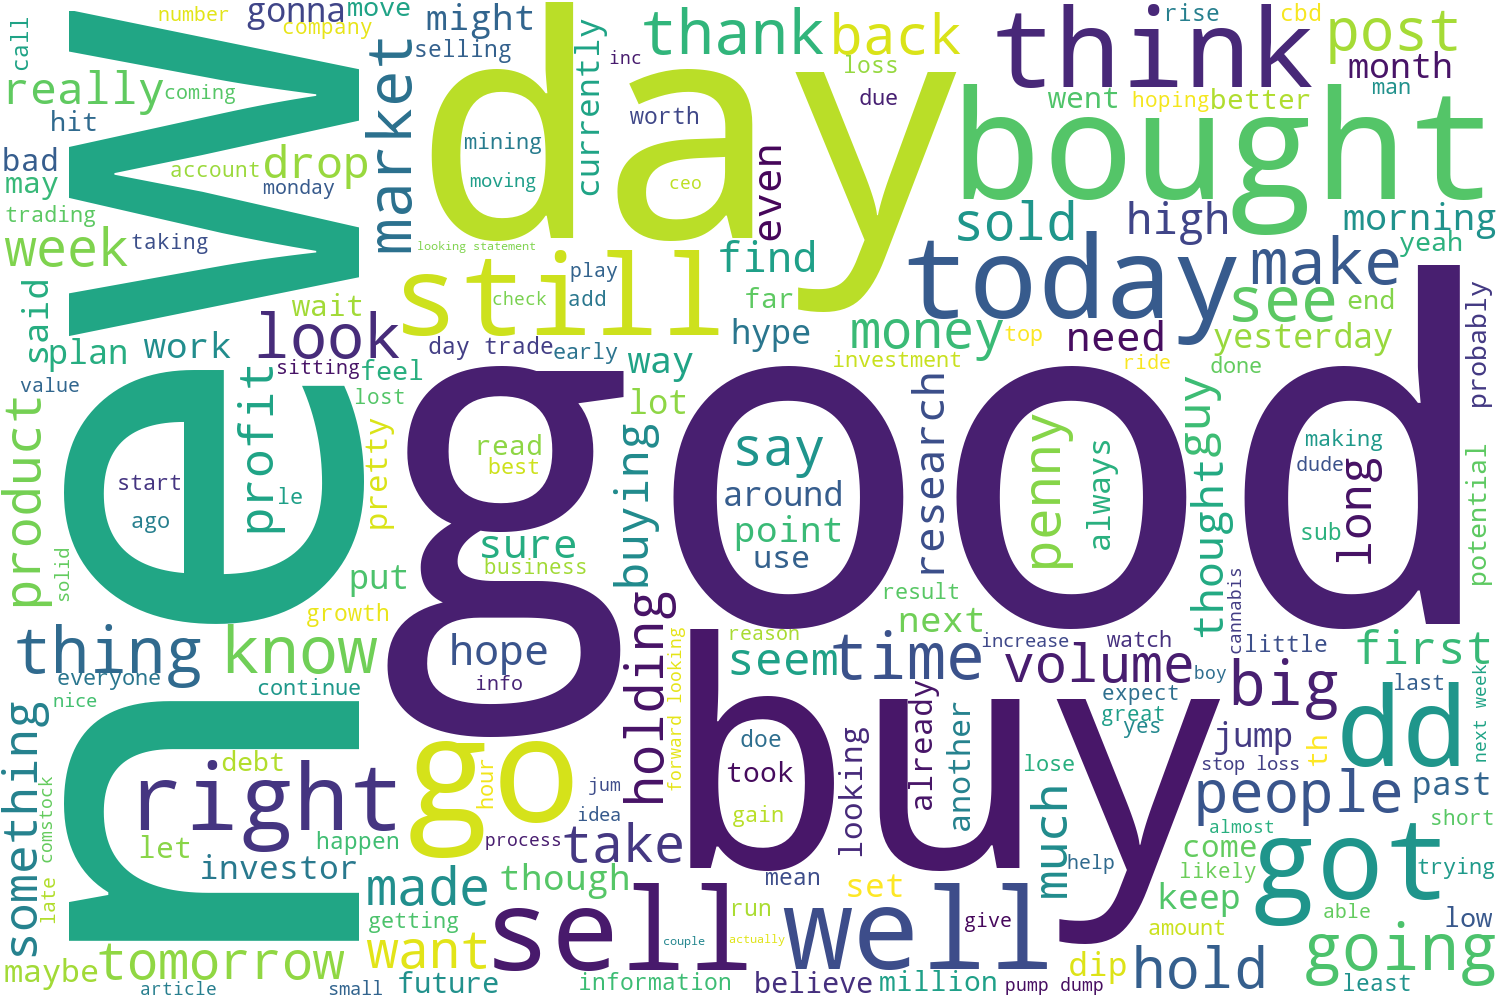 new
good
day
buy
think
bought
today
still
right
go
sell
well
got
dd
thank
back
post
month
man
cbd
rise
might
move
gonna
number
company
selling
call
really
coming
hit
bad
may
trading
week
taking
account
monday
drop
market
currently
inc
loss
due
worth
mining
moving
ceo
even
looking statement
went
hoping
better
sold
high
morning
yeah
make
see
end
yesterday
probably
find
far
play
add
check
hype
money
top
need
ride
done
investment
said
plan
work
value
wait
look
sitting
feel
lost
day trade
early
way
lot
profit
pretty
product
solid
start
ago
le
read
best
sure
business
buying
say
around
point
use
research
penny
always
thought
guy
making
dude
long
sub
potential
put
growth
result
next
cannabis
thing
everyone
know
continue
nice
hope
info
holding
forward looking
reason
seem
time
increase
volume
watch
boy
expect
great
yes
little
big
first
last
next week
something
late comstock
debt
let
investor
happen
hour
process
jum
idea
take
doe
took
gain
looking
already
another
lose
much
help
jump
stop loss
th
people
past
short
almost
come
likely
keep
trying
able
amount
low
going
least
made
getting
though
want
set
mean
run
give
couple
actually
believe
million
pump dump
dip
hold
tomorrow
maybe
article
small
future
information